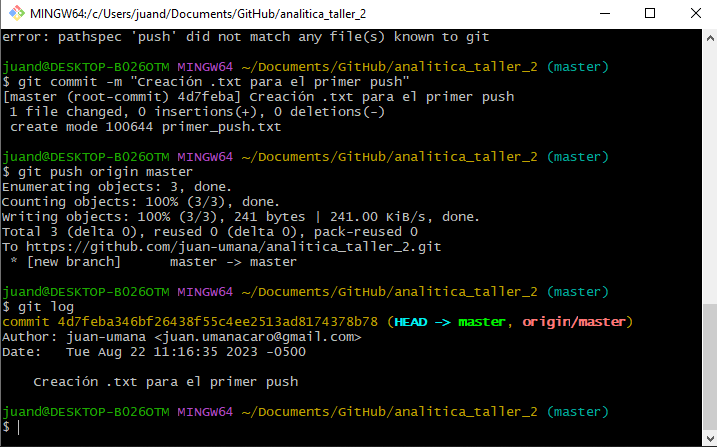 MINGW64:/c/Users/juand/Documents/GitHub/analitica_taller_2
error: pathspec 'push' did not match any file(s) known to git
juand@DESKTOP-B026OTM MINGW64 ~/Documents/GitHub/analitica_taller_2 (master)
$ git commit -m "Creación .txt para el primer push"
[master (root-commit) 4d7feba] Creación .txt para el primer push
 1 file changed, 0 insertions(+), 0 deletions(-)
 create mode 100644 primer_push.txt
juand@DESKTOP-B026OTM MINGW64 ~/Documents/GitHub/analitica_taller_2 (master)
$ git push origin master
Enumerating objects: 3, done.
Counting objects: 100% (3/3), done.
Writing objects: 100% (3/3), 241 bytes | 241.00 KiB/s, done.
Total 3 (delta 0), reused 0 (delta 0), pack-reused 0
To https://github.com/juan-umana/analitica_taller_2.git
 * [new branch]      master -> master
juand@DESKTOP-B026OTM MINGW64 ~/Documents/GitHub/analitica_taller_2 (master)
$ git log
commit 4d7feba346bf26438f55c4ee2513ad8174378b78 (HEAD -> master, origin/master)
Author: juan-umana <juan.umanacaro@gmail.com>
Date:   Tue Aug 22 11:16:35 2023 -0500
    Creación .txt para el primer push
juand@DESKTOP-B026OTM MINGW64 ~/Documents/GitHub/analitica_taller_2 (master)
$